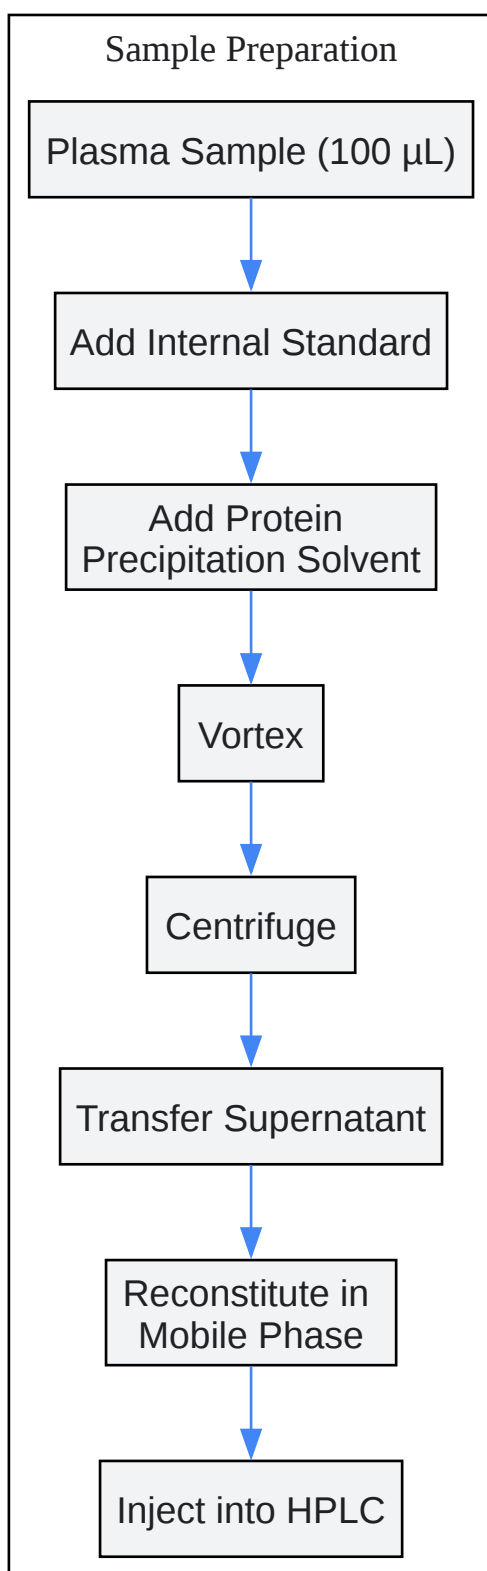 Sample Preparation
Plasma Sample (100 µL)
Add Internal Standard
Add Protein
Precipitation Solvent
Vortex
Centrifuge
Transfer Supernatant
Reconstitute in
Mobile Phase
Inject into HPLC